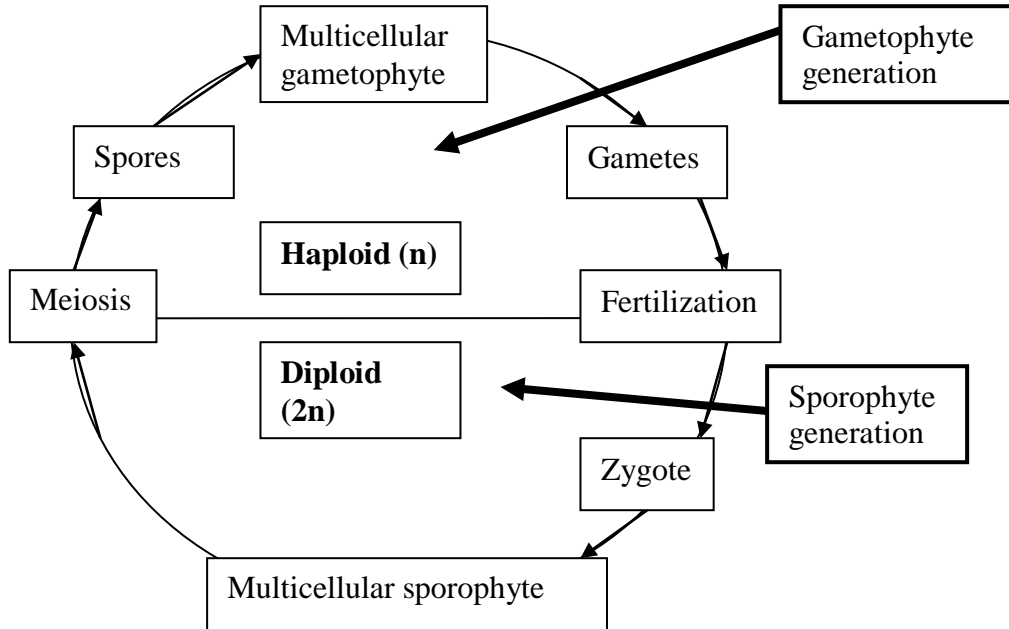 Multicellular
gametophyte
Gametophyte
generation
Spores
Gametes
Haploid (n)
Meiosis
Fertilization
Diploid
(2n)
Sporophyte
generation
Zygote
Multicellular sporophyte